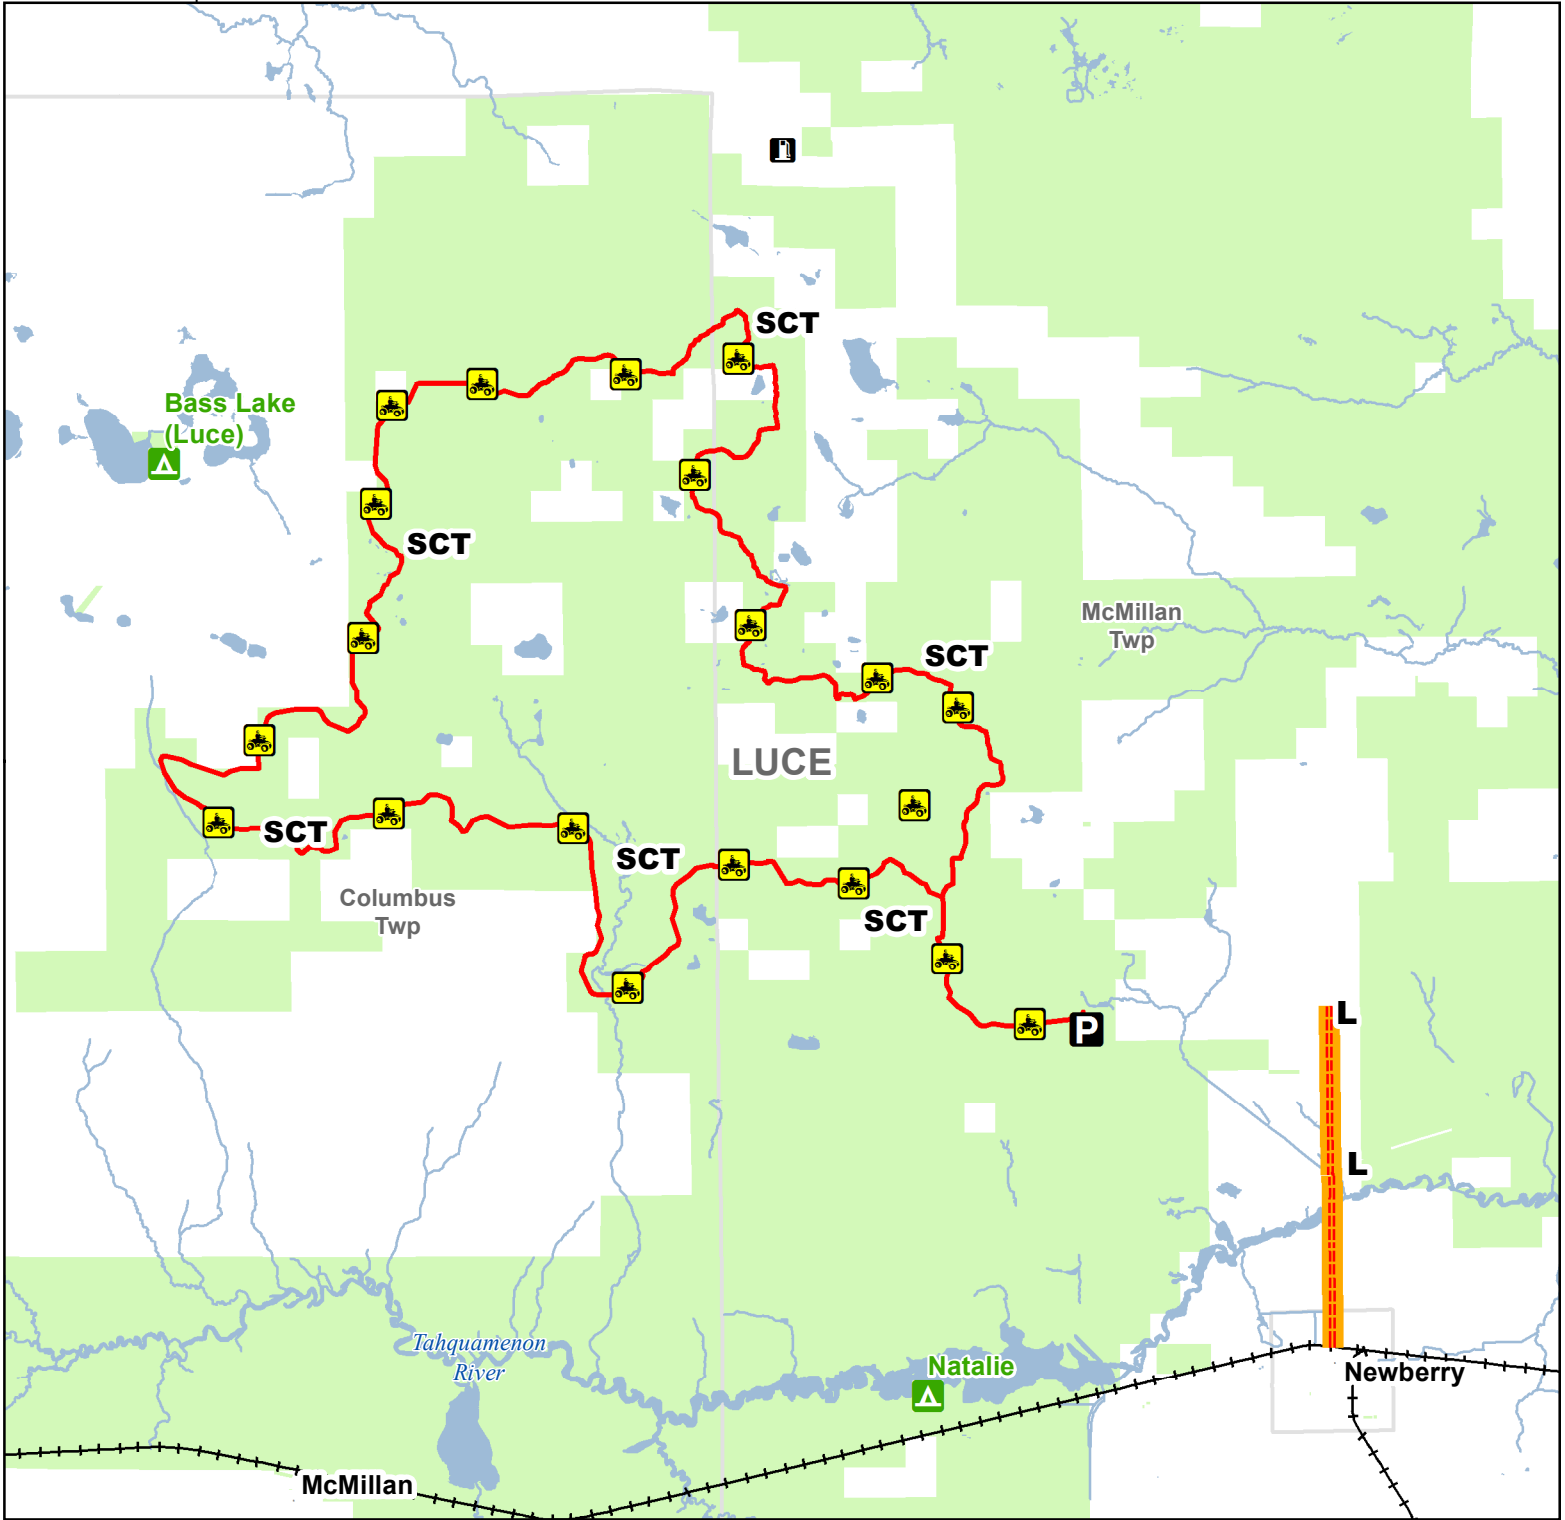 SCT
Bass Lake
(Luce)
SCT
McMillan
Twp
SCT
LUCE
SCT
SCT
Columbus
Twp
SCT
L
P
L
Tahquamenon
River
Natalie
Newberry
McMillan